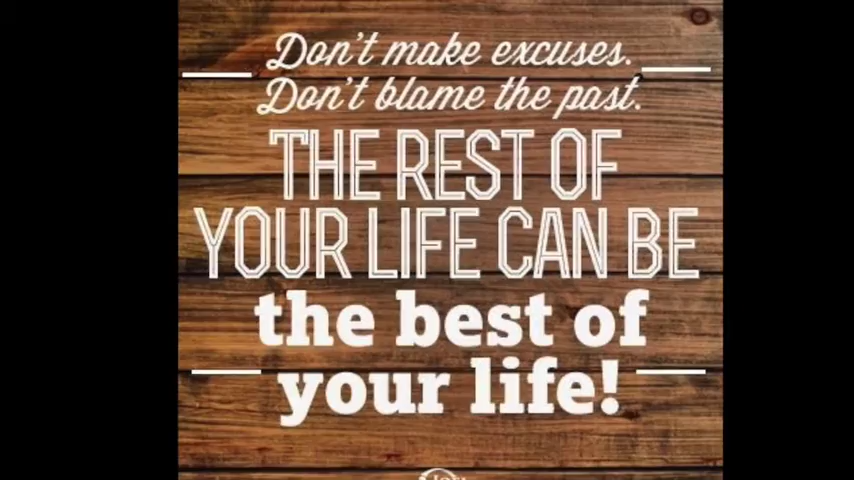 Don't make excuses.
Don't blame the past.
THE REST OF
YOUR LIFE CAN BE
the best of
your life!